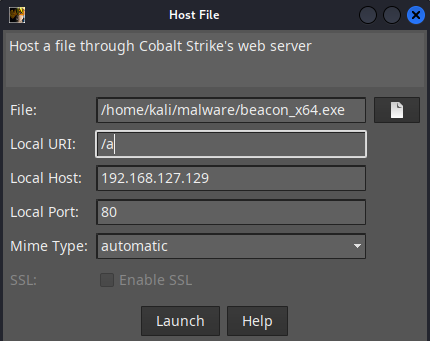 Host File
Host a file through Cobalt Strike's web server
File: /home/kali/malware/beacon_x64.exe
Local URI: /a
Local Host: 192.168.127.129
Local Port: 80
Mime Type: automatic
SSL: Enable SSL
Launch Help